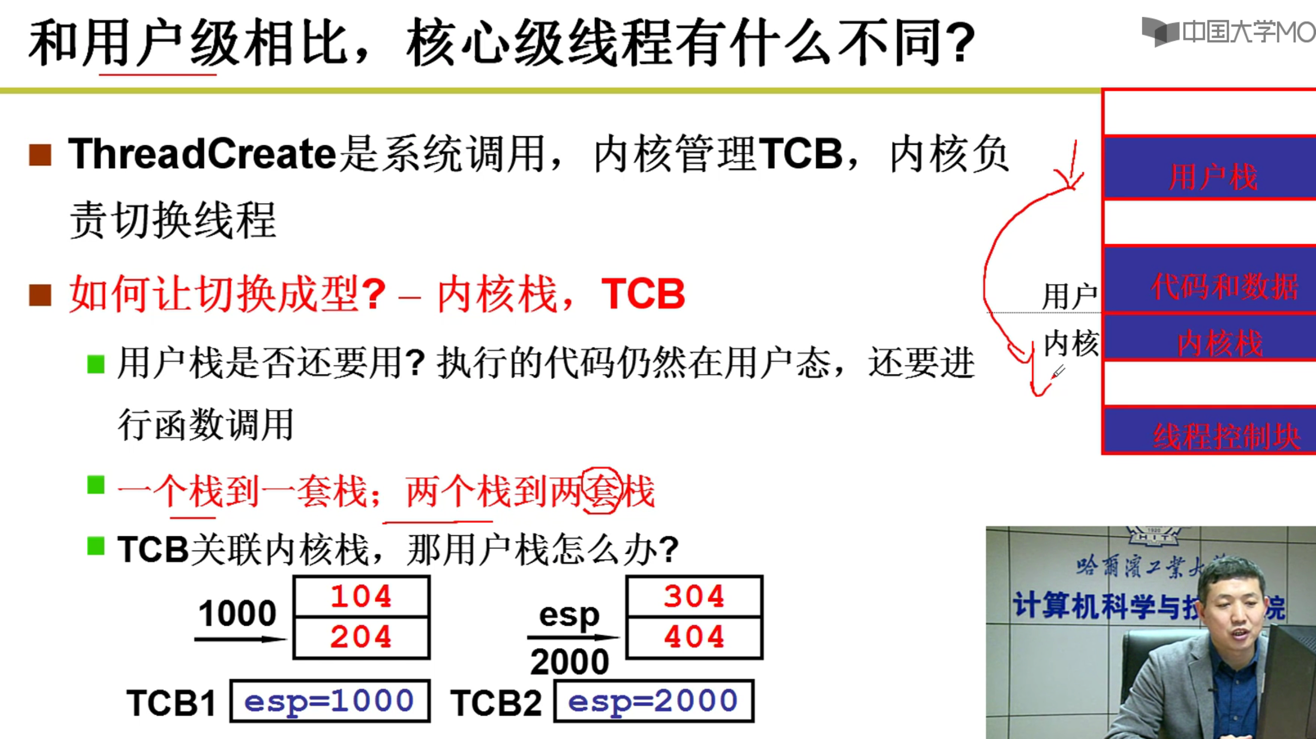 和用户级相比，核心级线程有什么不同?
中国大学MO
ThreadCreate是系统调用，内核管理TCB，内核负
责切换线程
如何让切换成型? – 内核栈，TCB
用户栈是否还要用? 执行的代码仍然在用户态，还要进
行函数调用
一个栈到一套栈；两个栈到两套栈
TCB关联内核栈，那用户栈怎么办?
1000
104
204
esp
2000
304
404
TCB1 esp=1000
TCB2 esp=2000
用户栈
代码和数据
用户
内核
内核栈
线程控制块
HIT
哈爾濱工業大
计算机科学与技 院